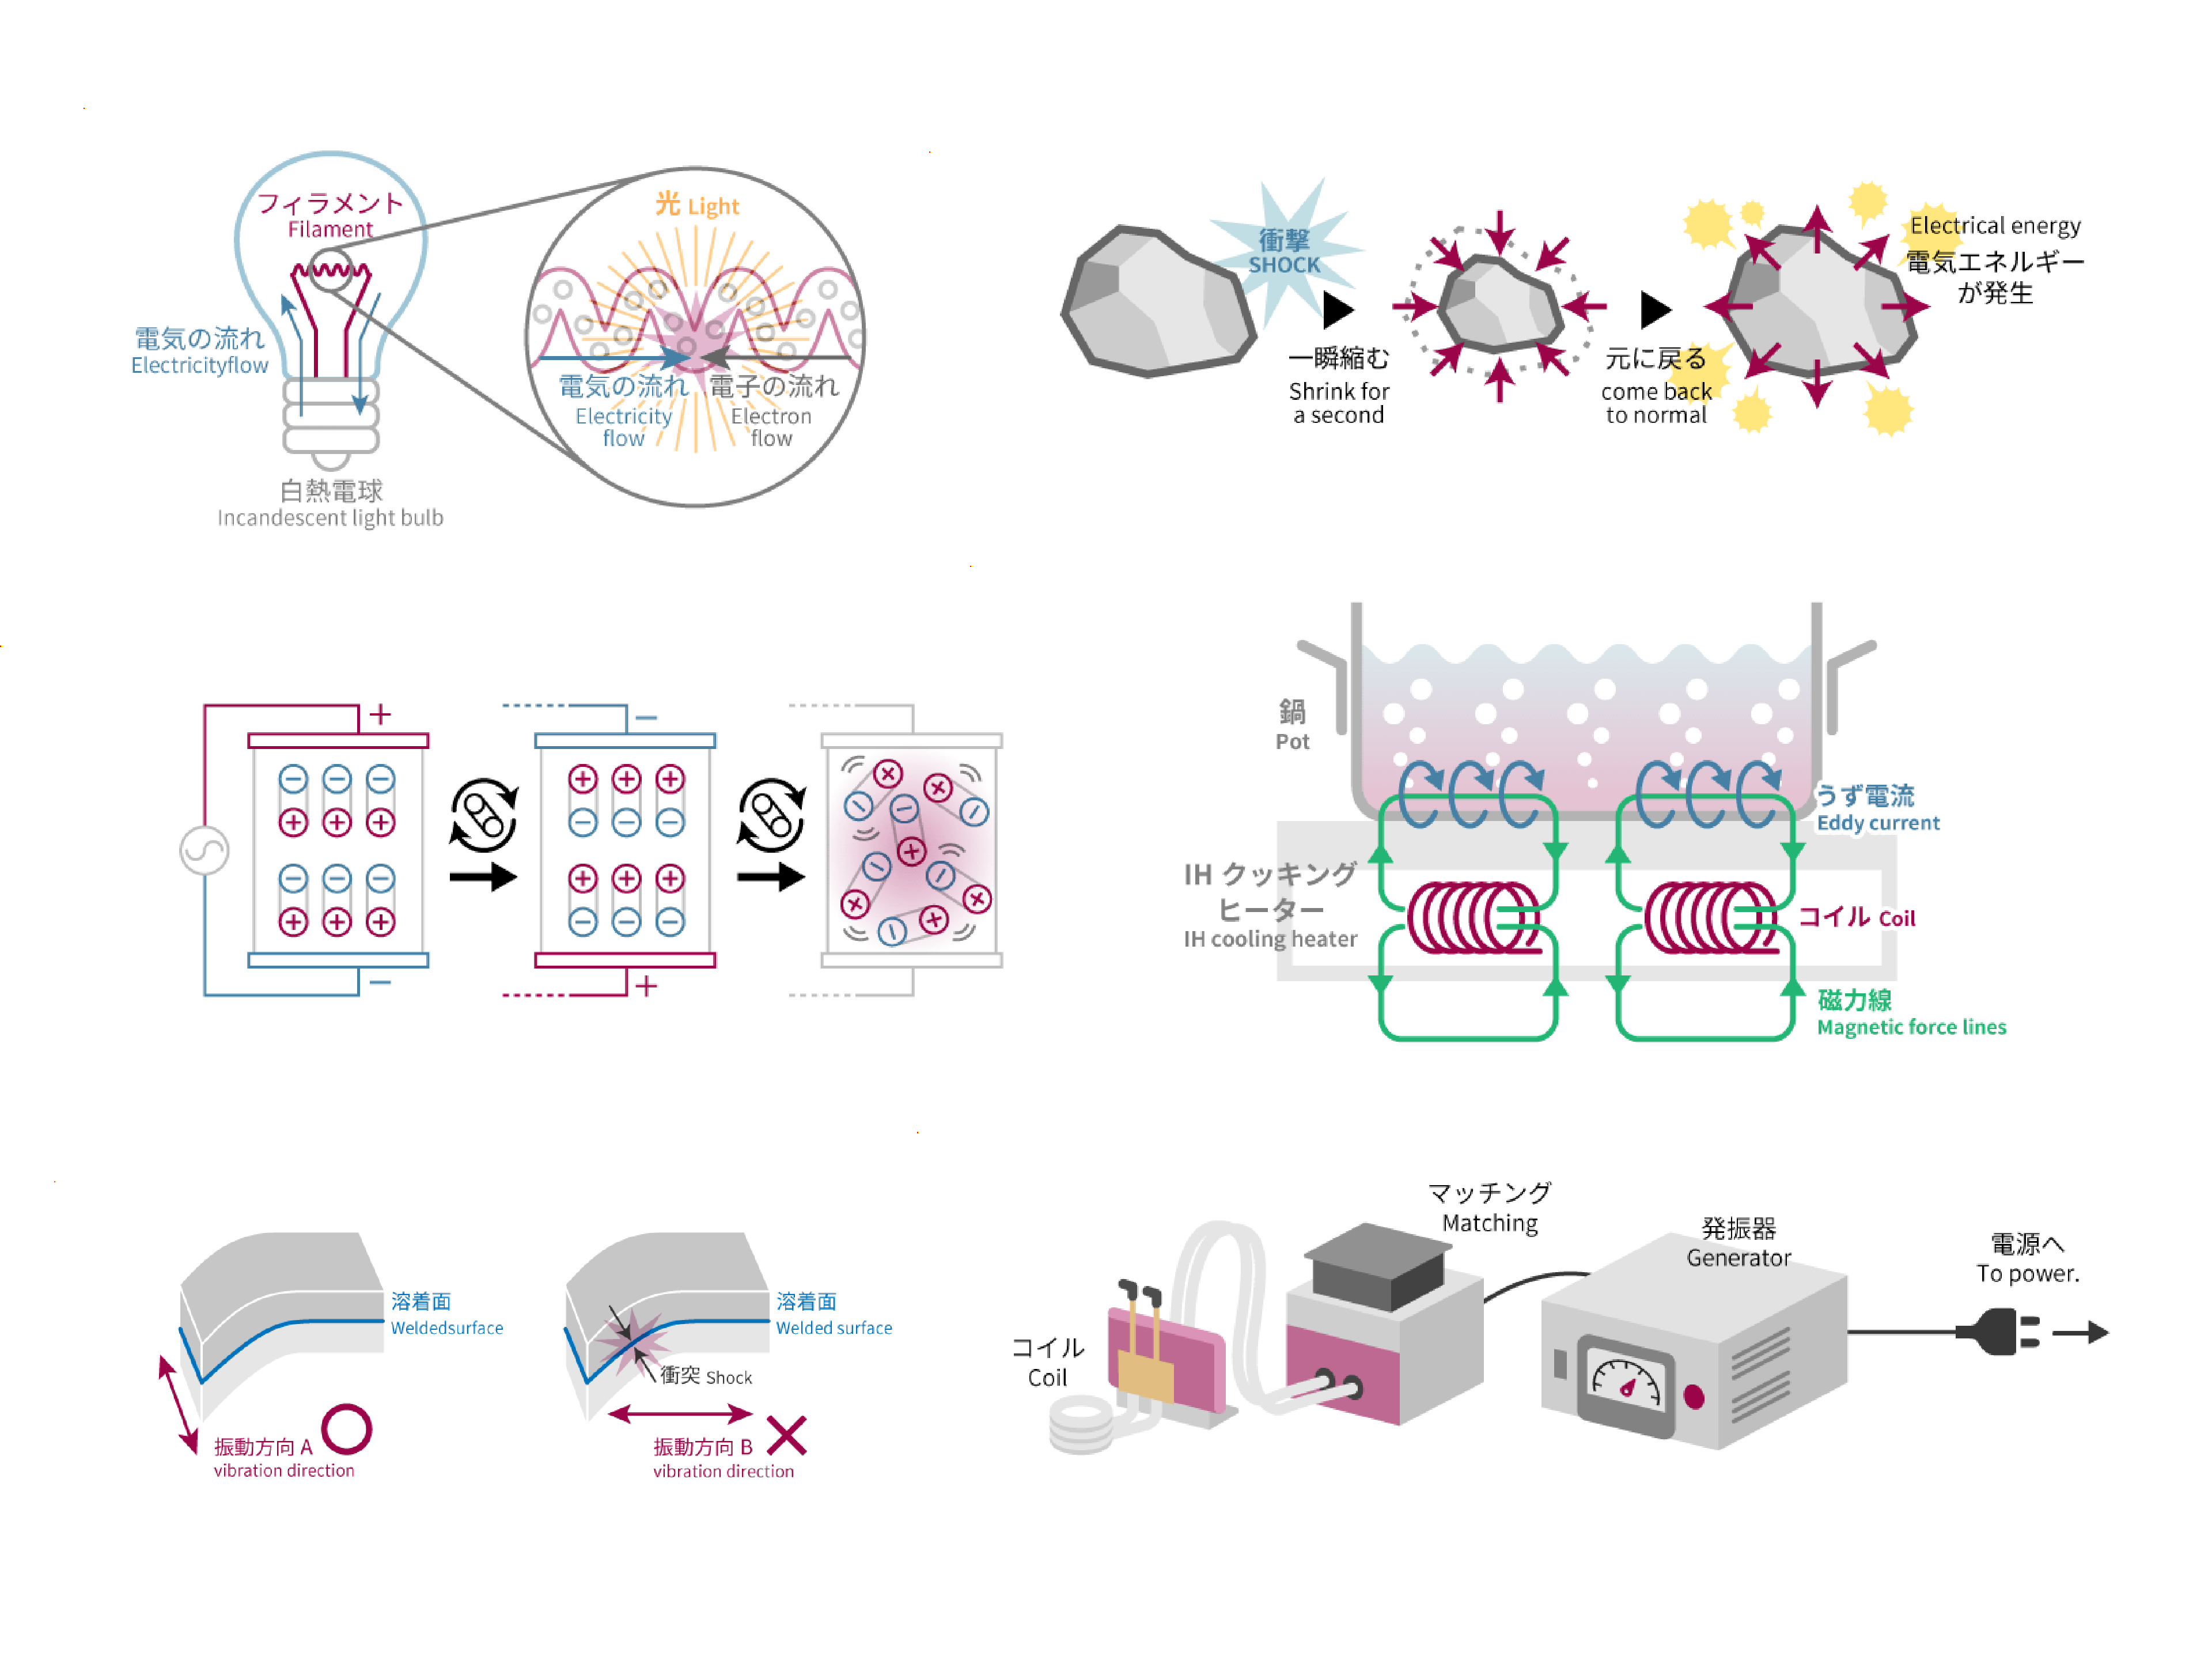 フィラメント
Filament
光 Light
電気の流れ
Electricityflow
電気の流れ
Electricity
flow
電子の流れ
Electron
flow
白熱電球
Incandescent light bulb
衝撃
SHOCK
一瞬縮む
Shrink for
a second
元に戻る
come back
to normal
Electrical energy
電気エネルギー
が発生
+
−
−
+
鍋
Pot
うず電流
Eddy current
IH クッキング
ヒーター
IH cooling heater
コイル Coil
磁力線
Magnetic force lines
溶着面
Weldedsurface
振動方向 A
vibration direction
溶着面
Welded surface
衝突 Shock
振動方向 B
vibration direction
マッチング
Matching
発振器
Generator
電源へ
To power.
コイル
Coil